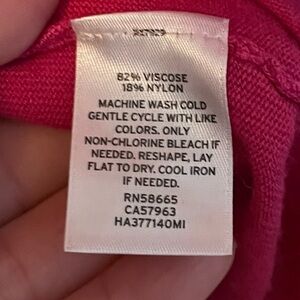 82% VISCOSE
18% NYLON
MACHINE WASH COLD
GENTLE CYCLE WITH LIKE
COLORS. ONLY
NON-CHLORINE BLEACH IF
NEEDED. RESHAPE, LAY
FLAT TO DRY. COOL IRON
IF NEEDED.
RN58665
CA57963
HA377140MI